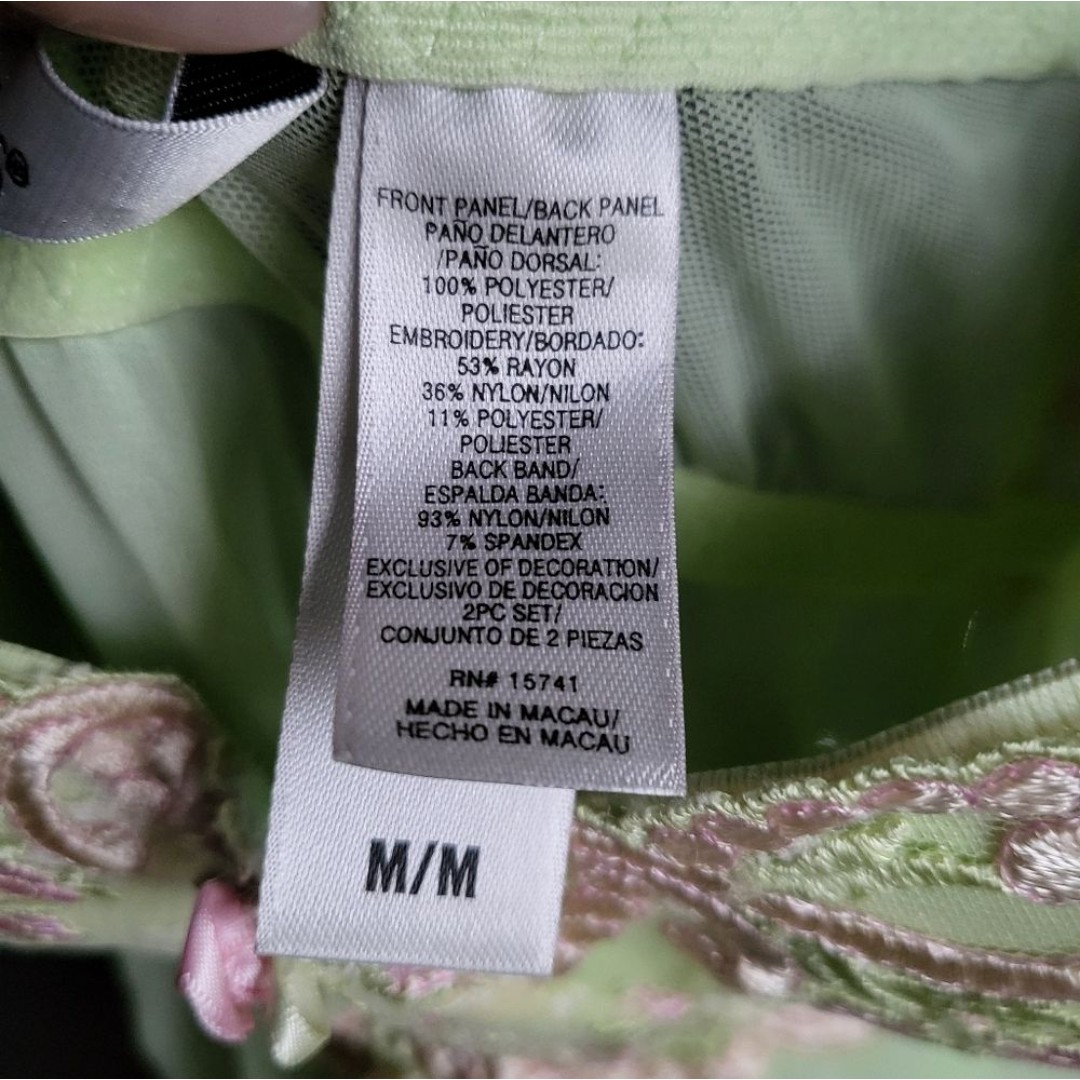 FRONT PANEL/BACK PANEL
PAÑO DELANTERO
/PAÑO DORSAL:
100% POLYESTER/
POLIESTER
EMBROIDERY/BORDADO:
53% RAYON
36% NYLON/NILON
11% POLYESTER/
POLIESTER
BACK BAND/
ESPALDA BANDA:
93% NYLON/NILON
7% SPANDEX
EXCLUSIVE OF DECORATION/
EXCLUSIVO DE DECORACION
2PC SET/
CONJUNTO DE 2 PIEZAS
RN# 15741
MADE IN MACAU/
HECHO EN MACAU
M/M